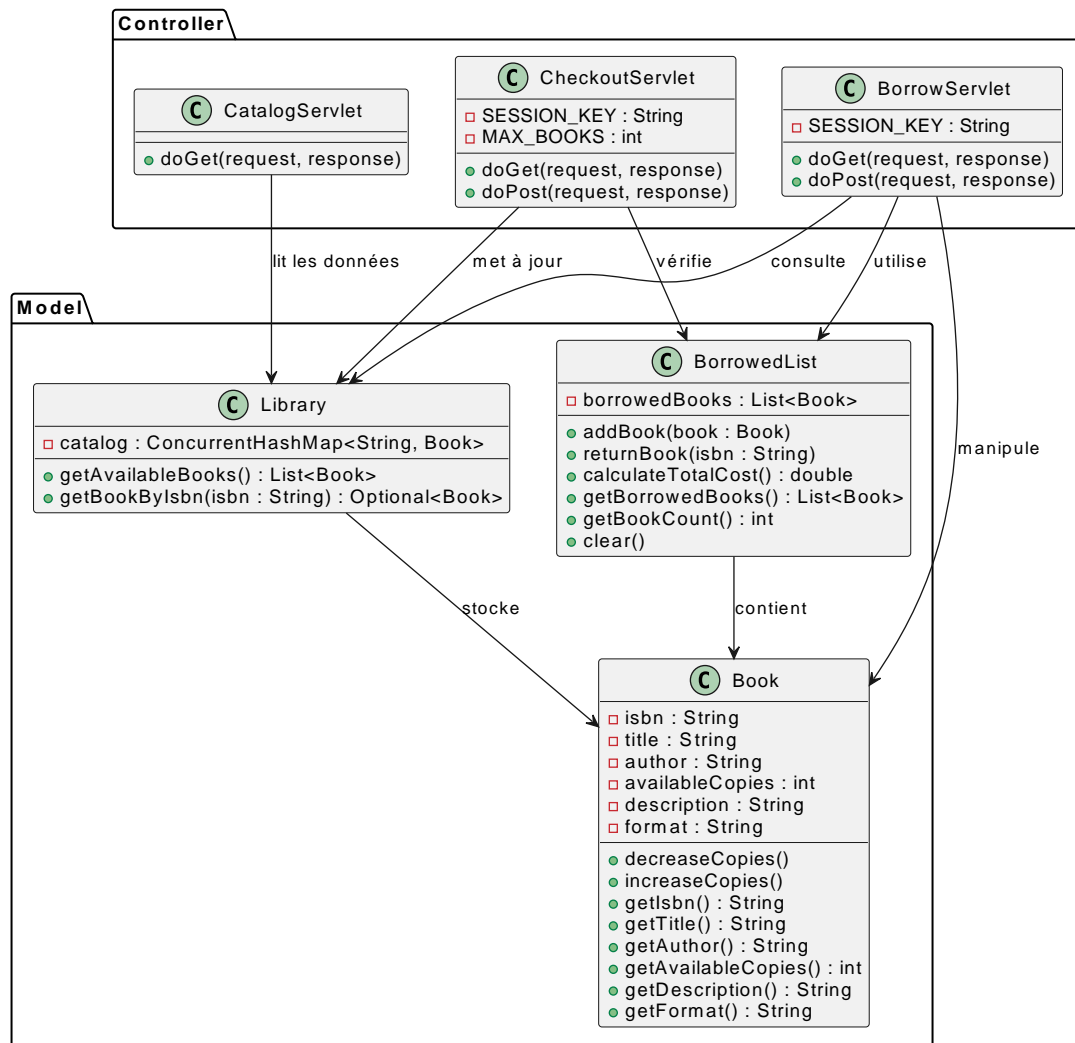 Controller
C CatalogServlet
doGet(request, response)
C CheckoutServlet
SESSION_KEY : String
MAX_BOOKS : int
doGet(request, response)
doPost(request, response)
C BorrowServlet
SESSION_KEY : String
doGet(request, response)
doPost(request, response)
lit les données
met à jour
vérifie
consulte
utilise
manipule
Model
C Library
catalog : ConcurrentHashMap<String, Book>
getAvailableBooks() : List<Book>
getBookByIsbn(isbn : String) : Optional<Book>
C BorrowedList
borrowedBooks : List<Book>
addBook(book : Book)
returnBook(isbn : String)
calculateTotalCost() : double
getBorrowedBooks() : List<Book>
getBookCount() : int
clear()
stocke
contient
C Book
isbn : String
title : String
author : String
availableCopies : int
description : String
format : String
decreaseCopies()
increaseCopies()
getIsbn() : String
getTitle() : String
getAuthor() : String
getAvailableCopies() : int
getDescription() : String
getFormat() : String